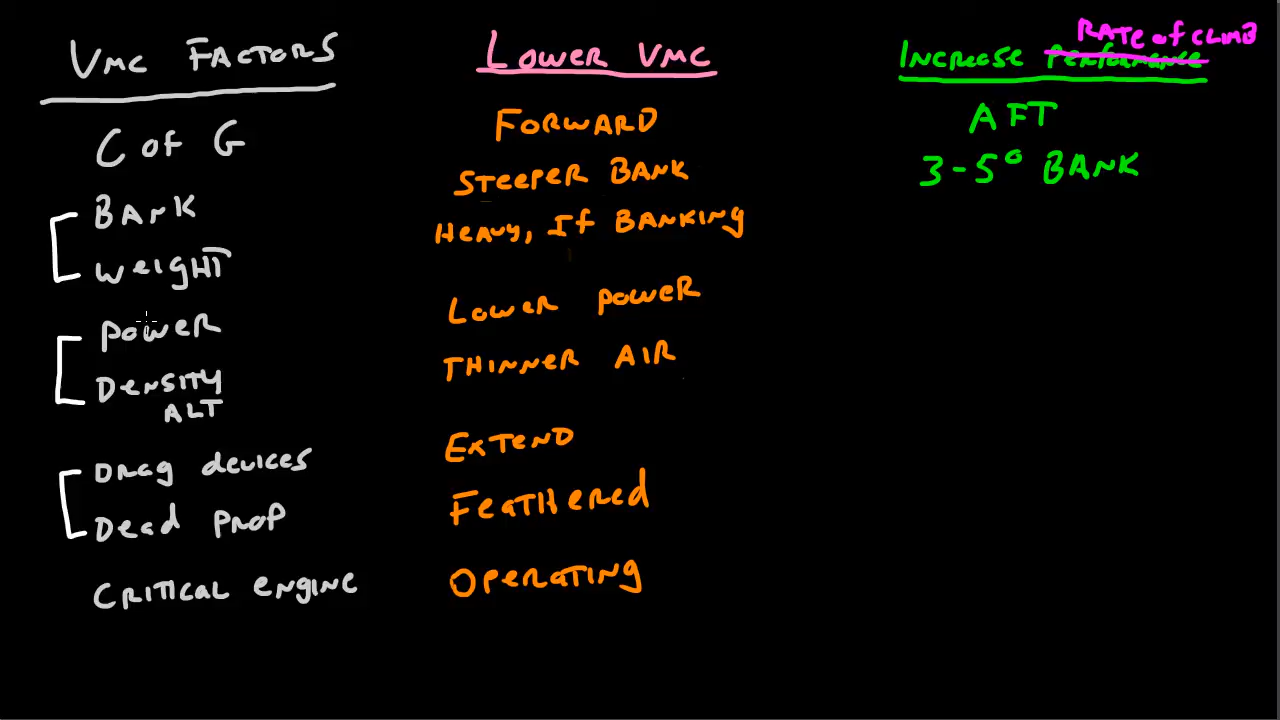 Vmc FACTORS
LOWER VMC
RATE of CLIMB
INCREASE Performance
C of G
FORWARD
AFT
BANK
STEEPER BANK
3-5° BANK
WEIGHT
HEAVY, If BANKING
POWER
LOWER POWER
DENSITY ALT
THINNER AIR
Drag devices
EXTEND
Dead PROP
FEATHERED
CRITICAL ENGINE
OPERATING